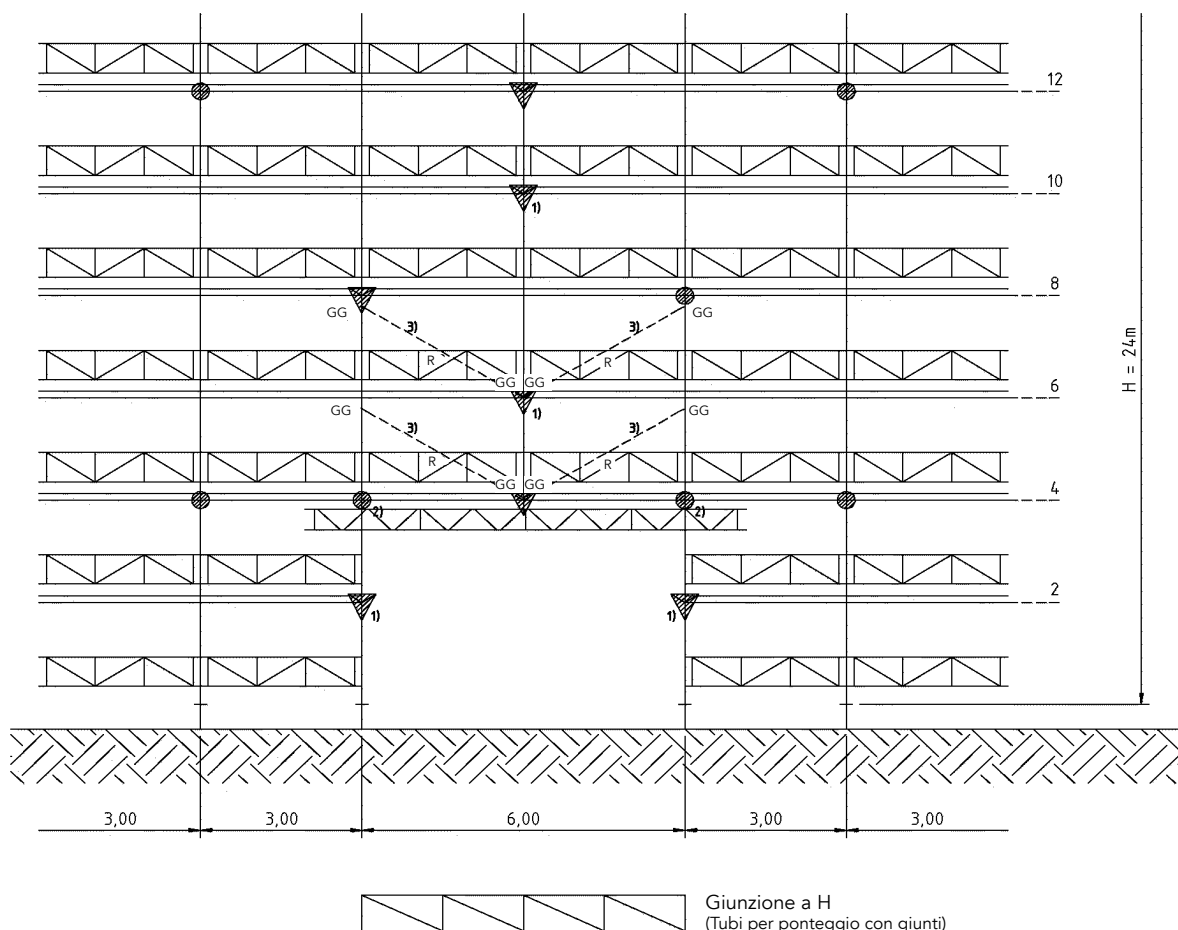 12
10
1)
8
GG
3)
3)
GG
R
R
GG GG
6
1)
GG
3)
3)
GG
R
R
GG GG
4
2)
2)
2
1)
1)
H = 24m
3,00
3,00
6,00
3,00
3,00
Giunzione a H
(Tubi per ponteggio con giunti)